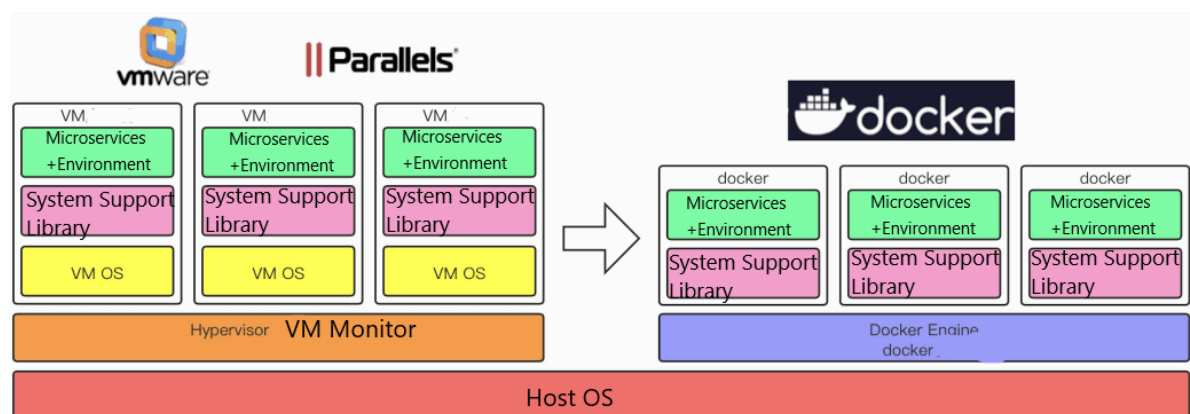 vmware
Parallels
docker
VM
VM
VM
Microservices
+Environment
Microservices
+Environment
Microservices
+Environment
System Support
Library
System Support
Library
System Support
Library
VM OS
VM OS
VM OS
Hypervisor VM Monitor
docker
docker
docker
Microservices
+Environment
Microservices
+Environment
Microservices
+Environment
System Support
Library
System Support
Library
System Support
Library
Docker Engine
docker
Host OS